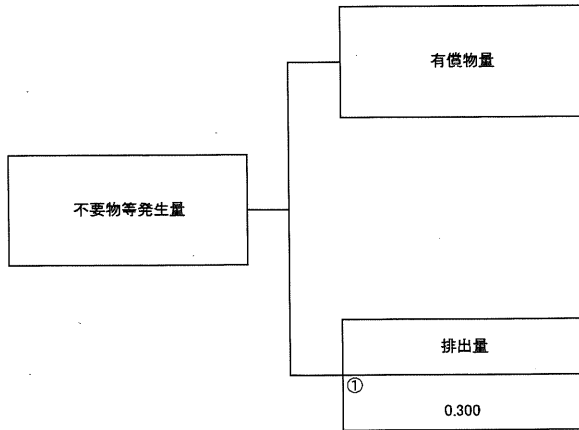 有償物量
不要物等発生量
排出量
①
0.300